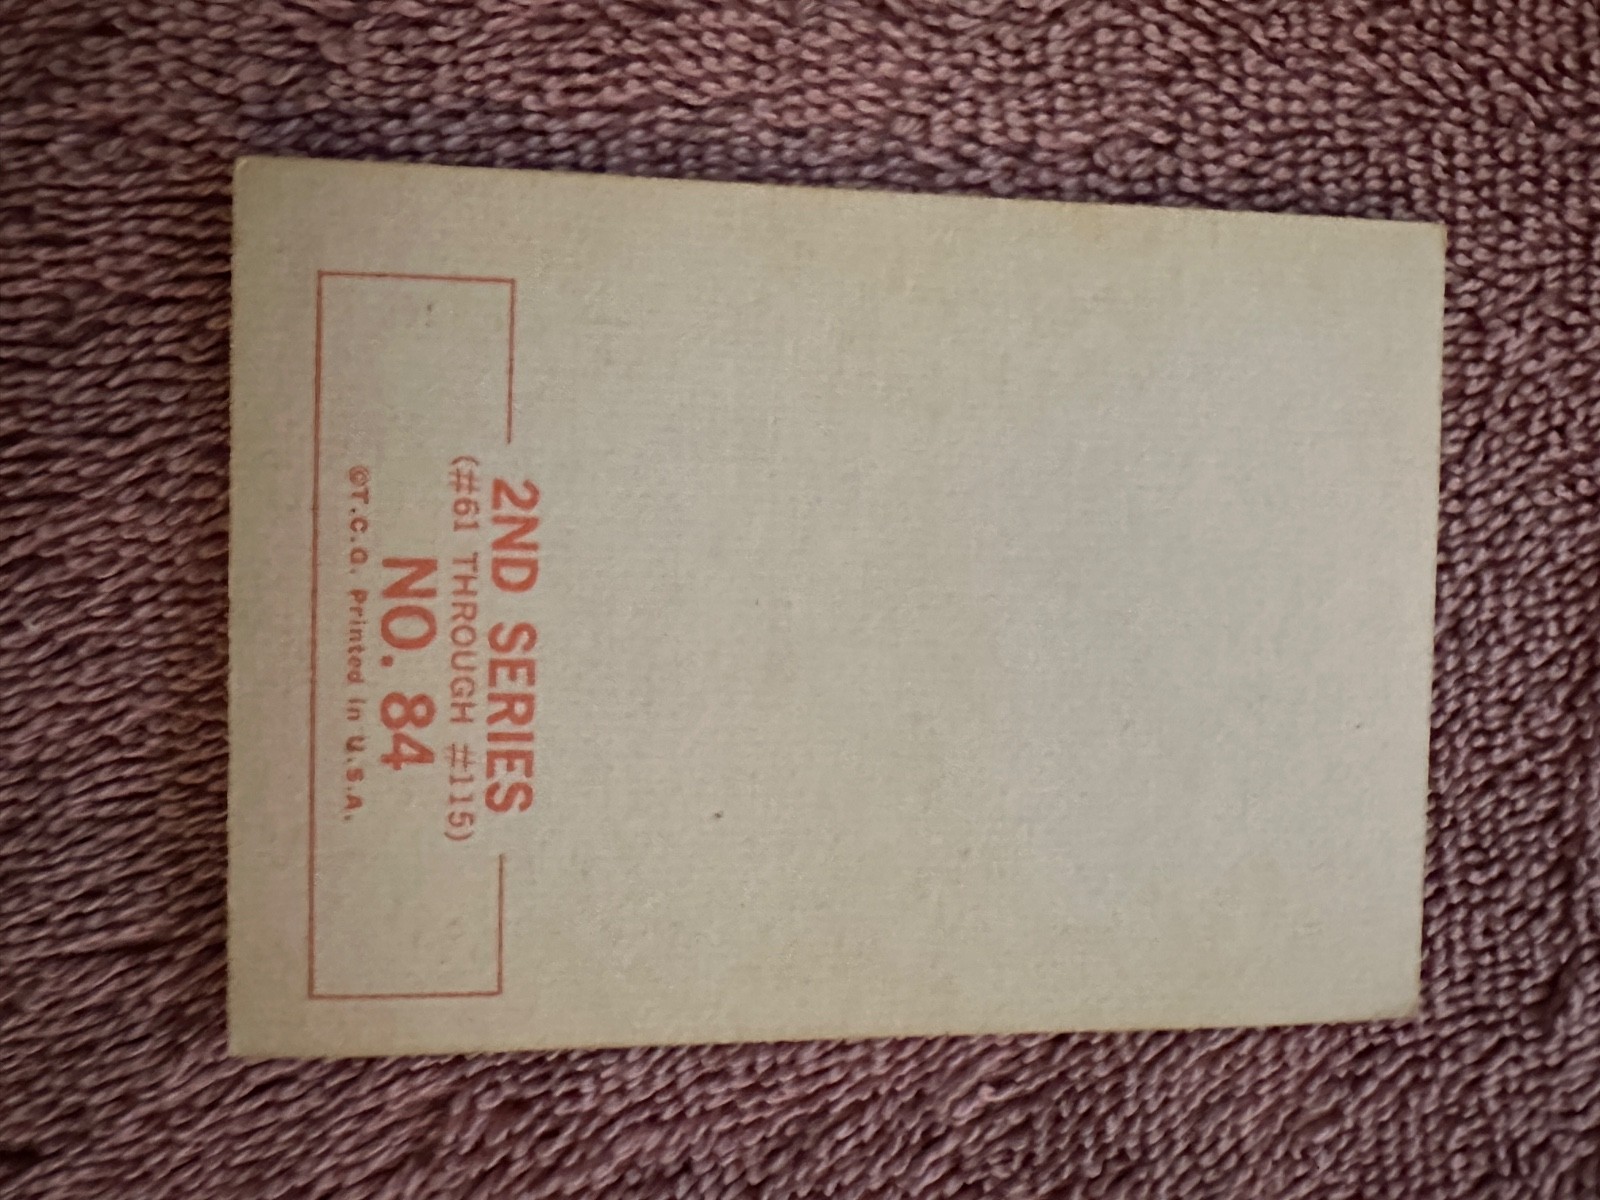 2ND SERIES
(#61 THROUGH #115)
NO. 84
©T.C.G. Printed in U.S.A.